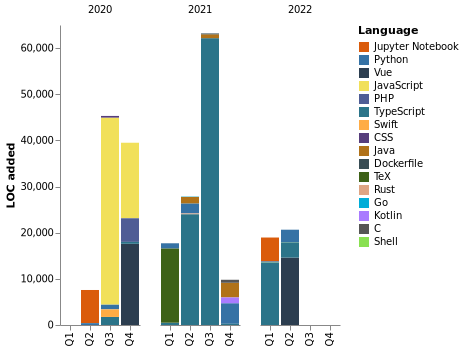 2020 2021 2022
Language
Jupyter Notebook
Python
Vue
JavaScript
PHP
TypeScript
Swift
CSS
Java
Dockerfile
TeX
Rust
Go
Kotlin
C
Shell
LOC added
60,000
50,000
40,000
30,000
20,000
10,000
0
Q1 Q2 Q3 Q4 Q1 Q2 Q3 Q4 Q1 Q2 Q3 Q4